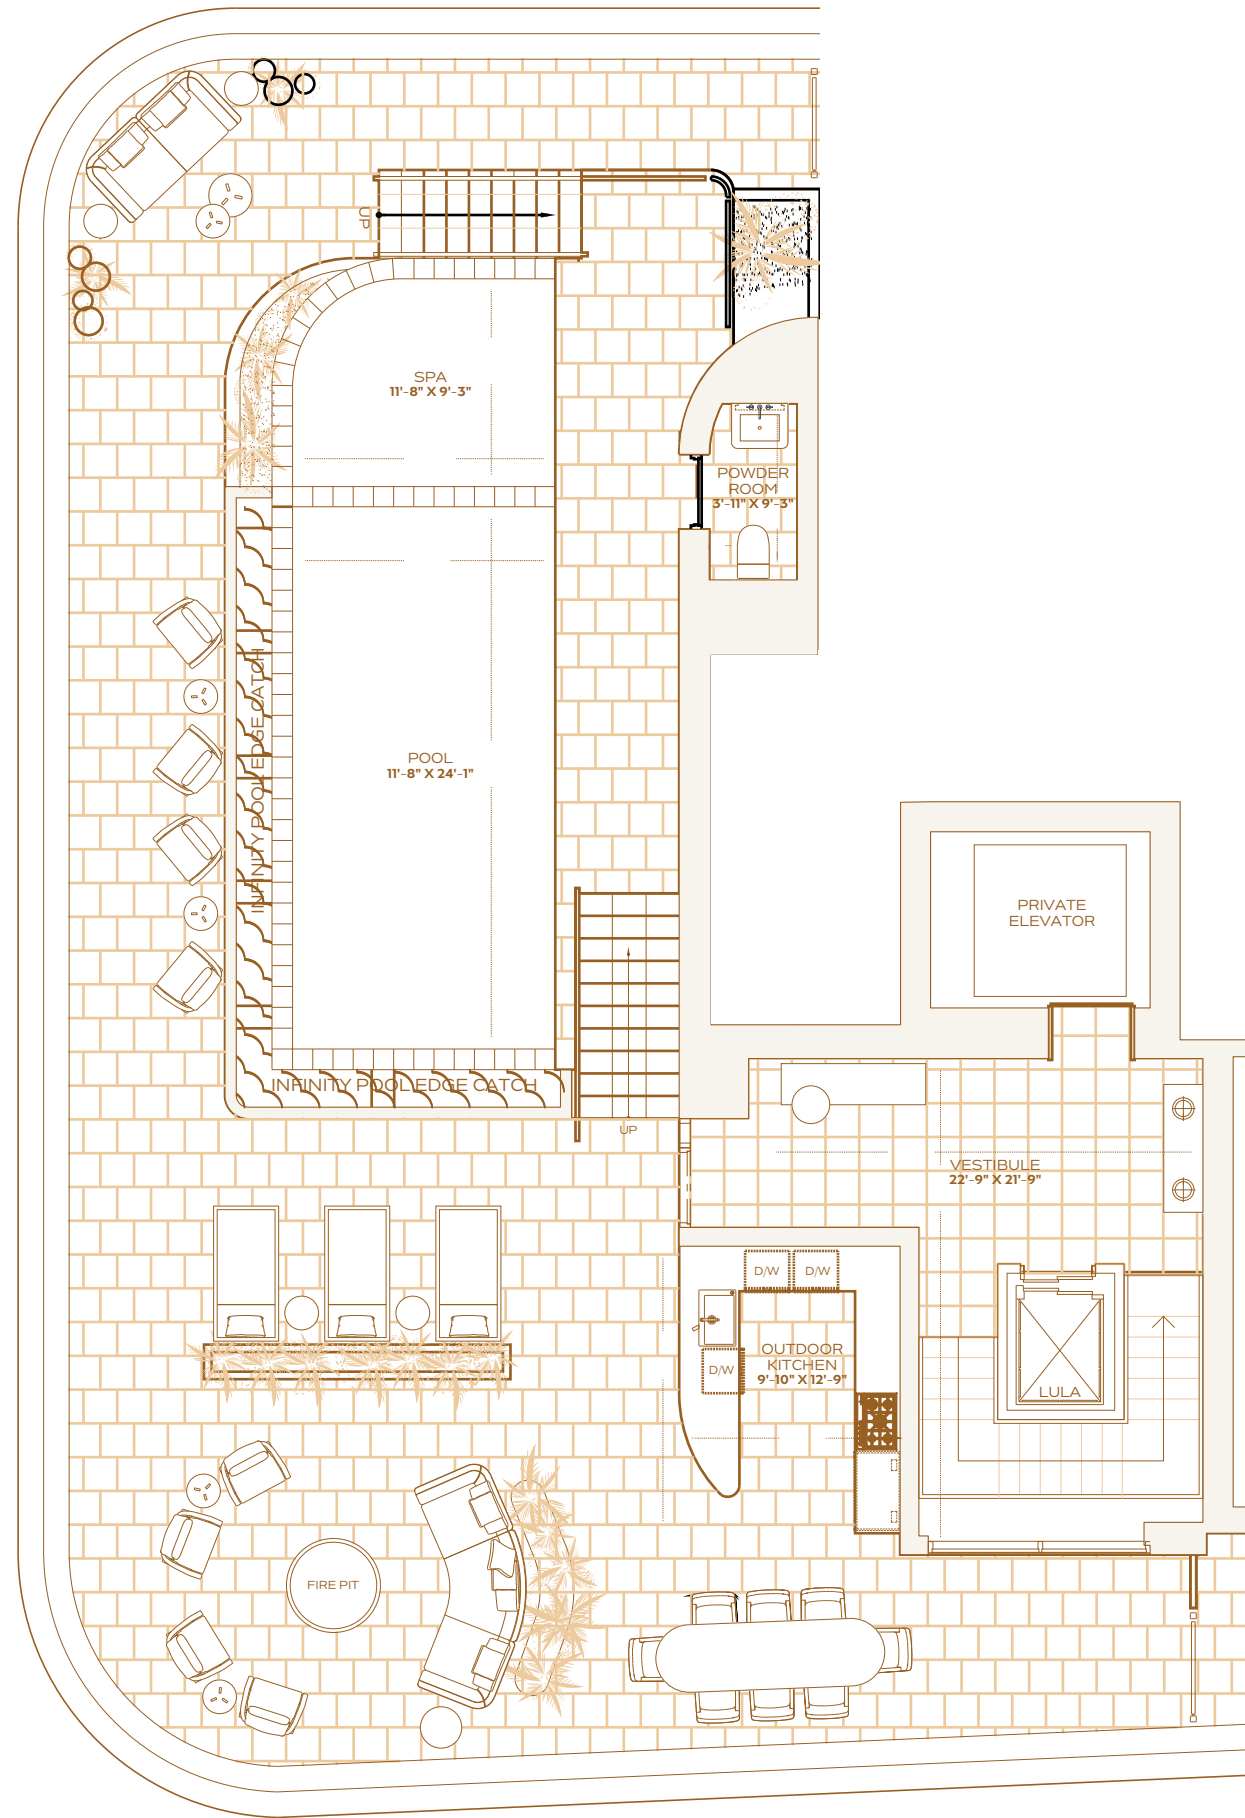 UP
SPA
11'-8" X 9'-3"
POWDER
ROOM
3'-11" X 9'-3"
INFINITY POOL EDGE CATCH
POOL
11'-8" X 24'-1"
PRIVATE
ELEVATOR
INFINITY POOL EDGE CATCH
UP
VESTIBULE
22'-9" X 21'-9"
D/W
D/W
OUTDOOR
KITCHEN
9'-10" X 12'-9"
D/W
LULA
FIRE PIT